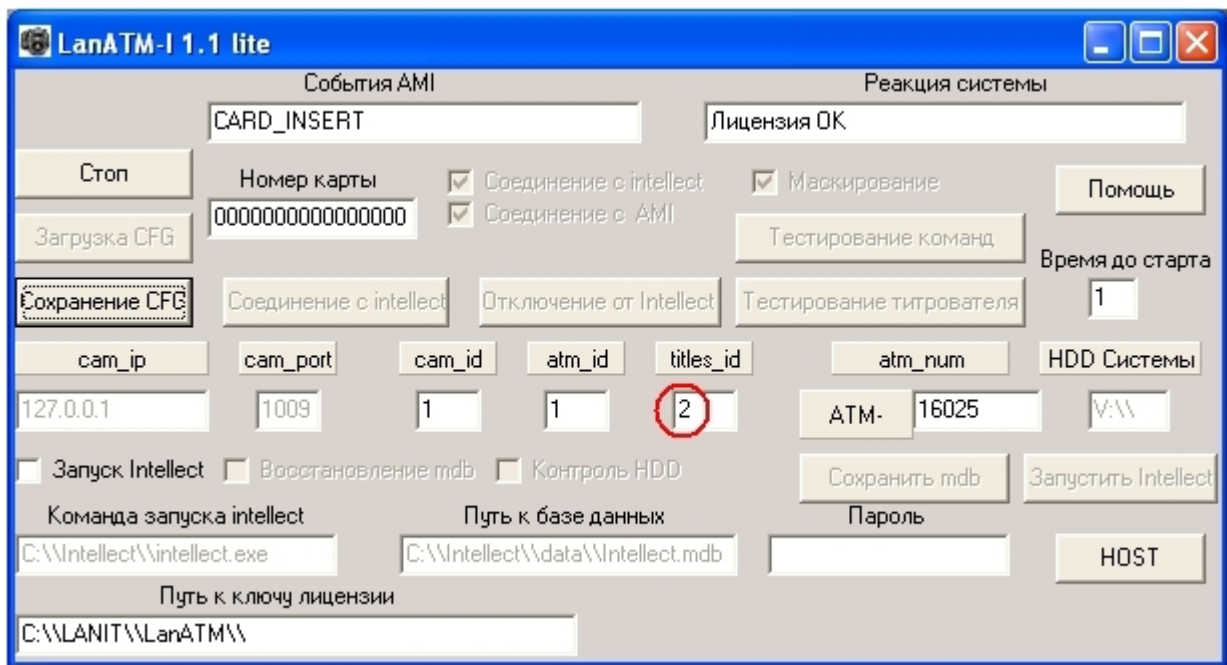 LanATM-I 1.1 lite
События AMI Реакция системы
CARD_INSERT Лицензия OK
Стоп Номер карты Соединение с intellect Маскирование Помощь
0000000000000000 Соединение с AMI
Загрузка CFG Тестирование команд
Время до старта
Сохранение CFG Соединение с intellect Отключение от Intellect Тестирование титрователя 1
cam_ip cam_port cam_id atm_id titles_id atm_num HDD Системы
127.0.0.1 1009 1 1 2 ATM- 16025 V:\\
Запуск Intellect Восстановление mdb Контроль HDD Сохранить mdb Запустить Intellect
Команда запуска intellect Путь к базе данных Пароль
C:\\Intellect\\intellect.exe C:\\Intellect\\data\\Intellect.mdb HOST
Путь к ключу лицензии
C:\\LANIT\\LanATM\\